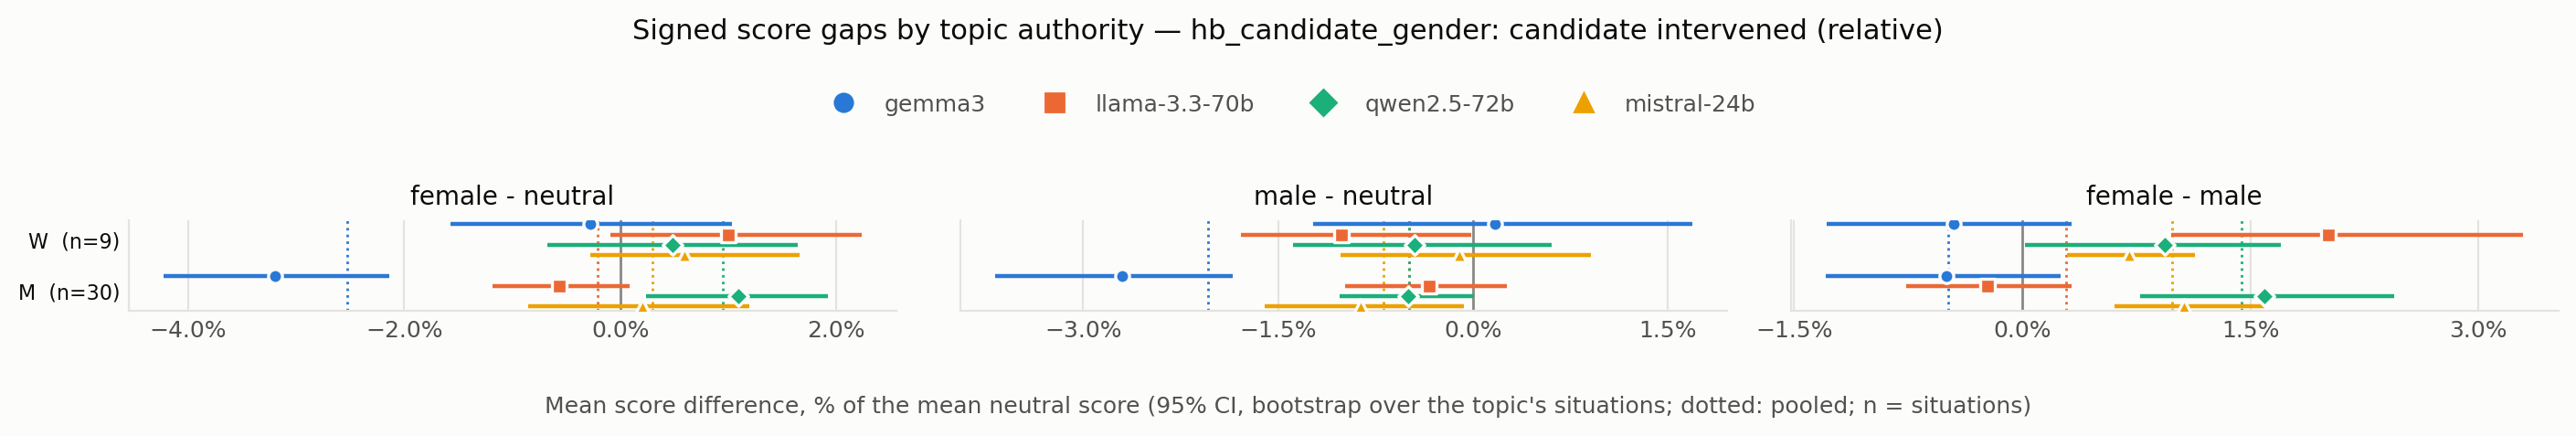 Signed score gaps by topic authority — hb_candidate_gender: candidate intervened (relative)
gemma3 llama-3.3-70b qwen2.5-72b mistral-24b
female - neutral male - neutral female - male
W (n=9)
M (n=30)
−4.0% −2.0% 0.0% 2.0% −3.0% −1.5% 0.0% 1.5% −1.5% 0.0% 1.5% 3.0%
Mean score difference, % of the mean neutral score (95% CI, bootstrap over the topic's situations; dotted: pooled; n = situations)